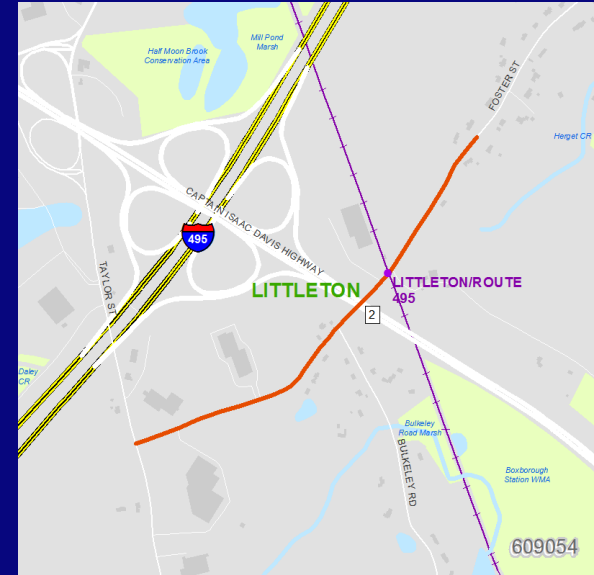 Mill Pond
Marsh
Half Moon Brook
Conservation Area
FOSTER ST
Herget CR
CAPTAIN ISAAC DAVIS HIGHWAY
495
TAYLOR ST
LITTLETON
LITTLETON/ROUTE
495
2
Daley
CR
Bulkeley
Road Marsh
BULKELEY RD
Boxborough
Station WMA
609054